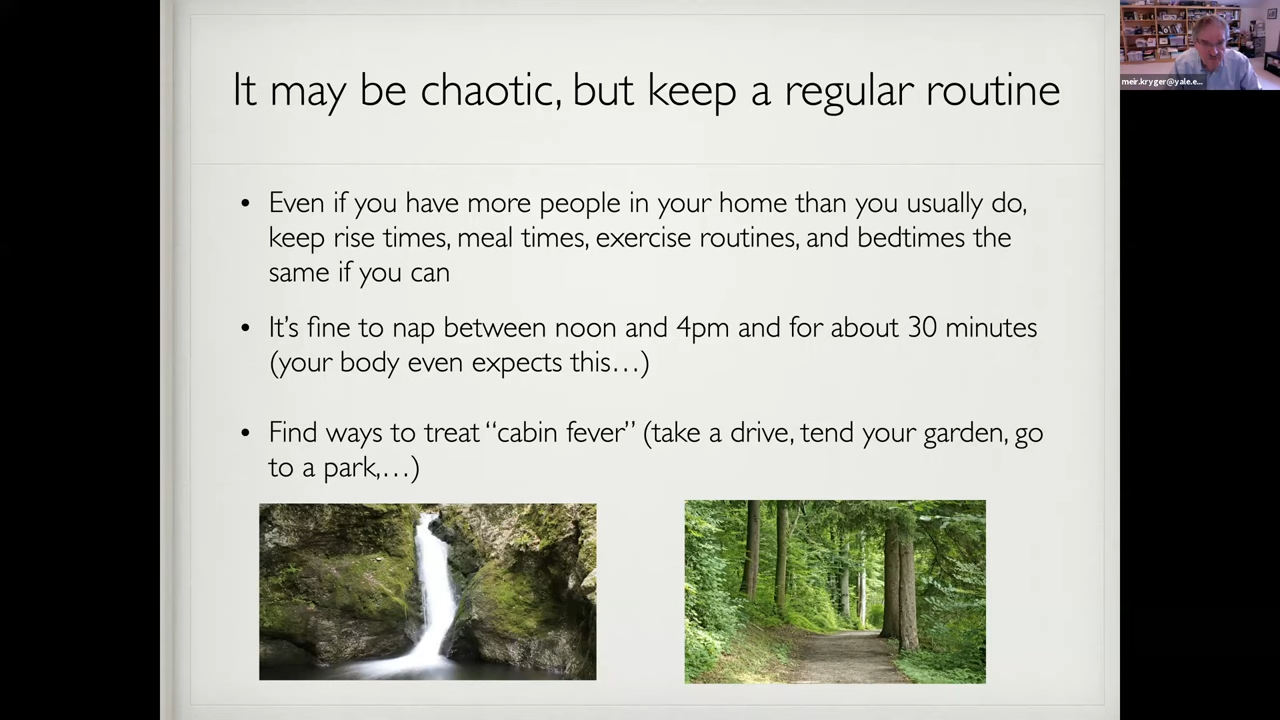 It may be chaotic, but keep a regular routine
meir.kryger@yale.e...
• Even if you have more people in your home than you usually do,
keep rise times, meal times, exercise routines, and bedtimes the
same if you can
• It’s fine to nap between noon and 4pm and for about 30 minutes
(your body even expects this…)
• Find ways to treat “cabin fever” (take a drive, tend your garden, go
to a park,…)